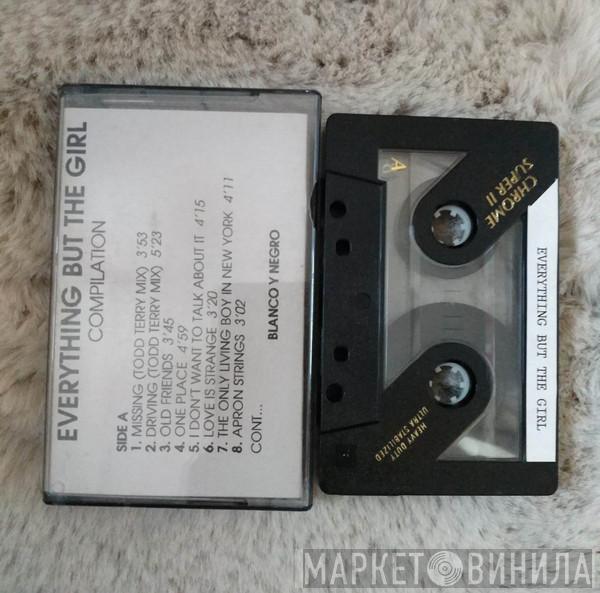 EVERYTHING BUT THE GIRL
COMPILATION
SIDE A
1. MISSING (TODD TERRY MIX) 3'53
2. DRIVING (TODD TERRY MIX) 5'23
3. OLD FRIENDS 3'45
4. ONE PLACE 4'59
5. I DON'T WANT TO TALK ABOUT IT 4'15
6. LOVE IS STRANGE 3'20
7. THE ONLY LIVING BOY IN NEW YORK 4'11
8. APRON STRINGS 3'02
CONT...
BLANCO Y NEGRO
A
CHROME
SUPER II
HEAVY DUTY
ULTRA STABILIZED
EVERYTHING BUT THE GIRL
МАРКЕТ ВИНИЛА